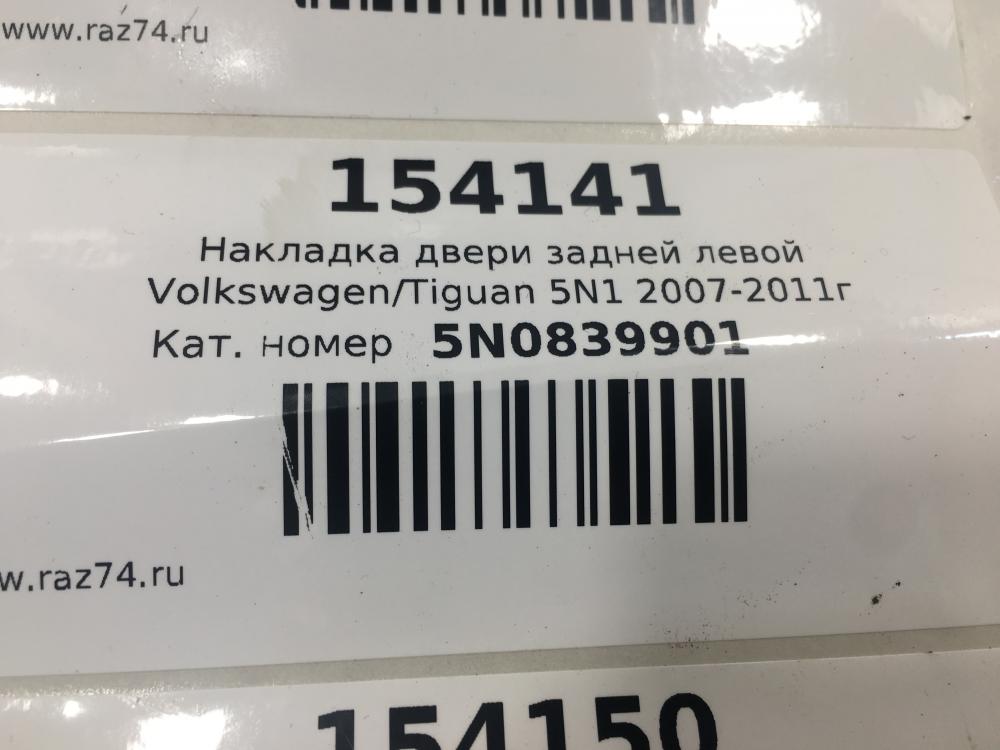 www.raz74.ru
154141
Накладка двери задней левой
Volkswagen/Tiguan 5N1 2007-2011г
Кат. номер 5N0839901
w.raz74.ru
154150